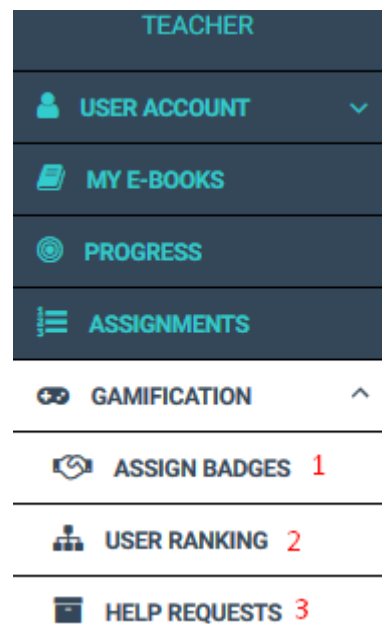 TEACHER
USER ACCOUNT
MY E-BOOKS
PROGRESS
ASSIGNMENTS
GAMIFICATION
ASSIGN BADGES 1
USER RANKING 2
HELP REQUESTS 3